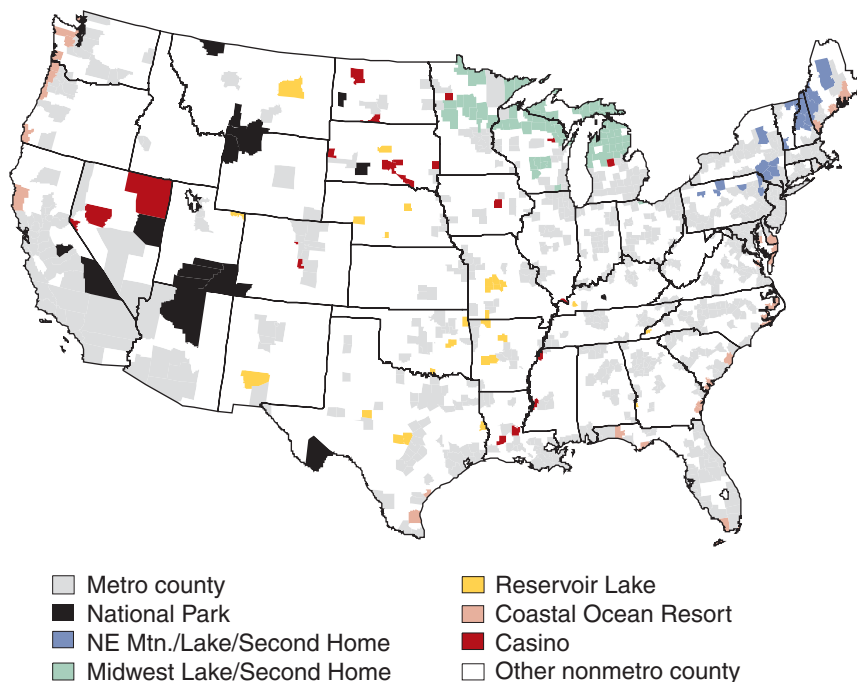 Metro county
National Park
NE Mtn./Lake/Second Home
Midwest Lake/Second Home
Reservoir Lake
Coastal Ocean Resort
Casino
Other nonmetro county